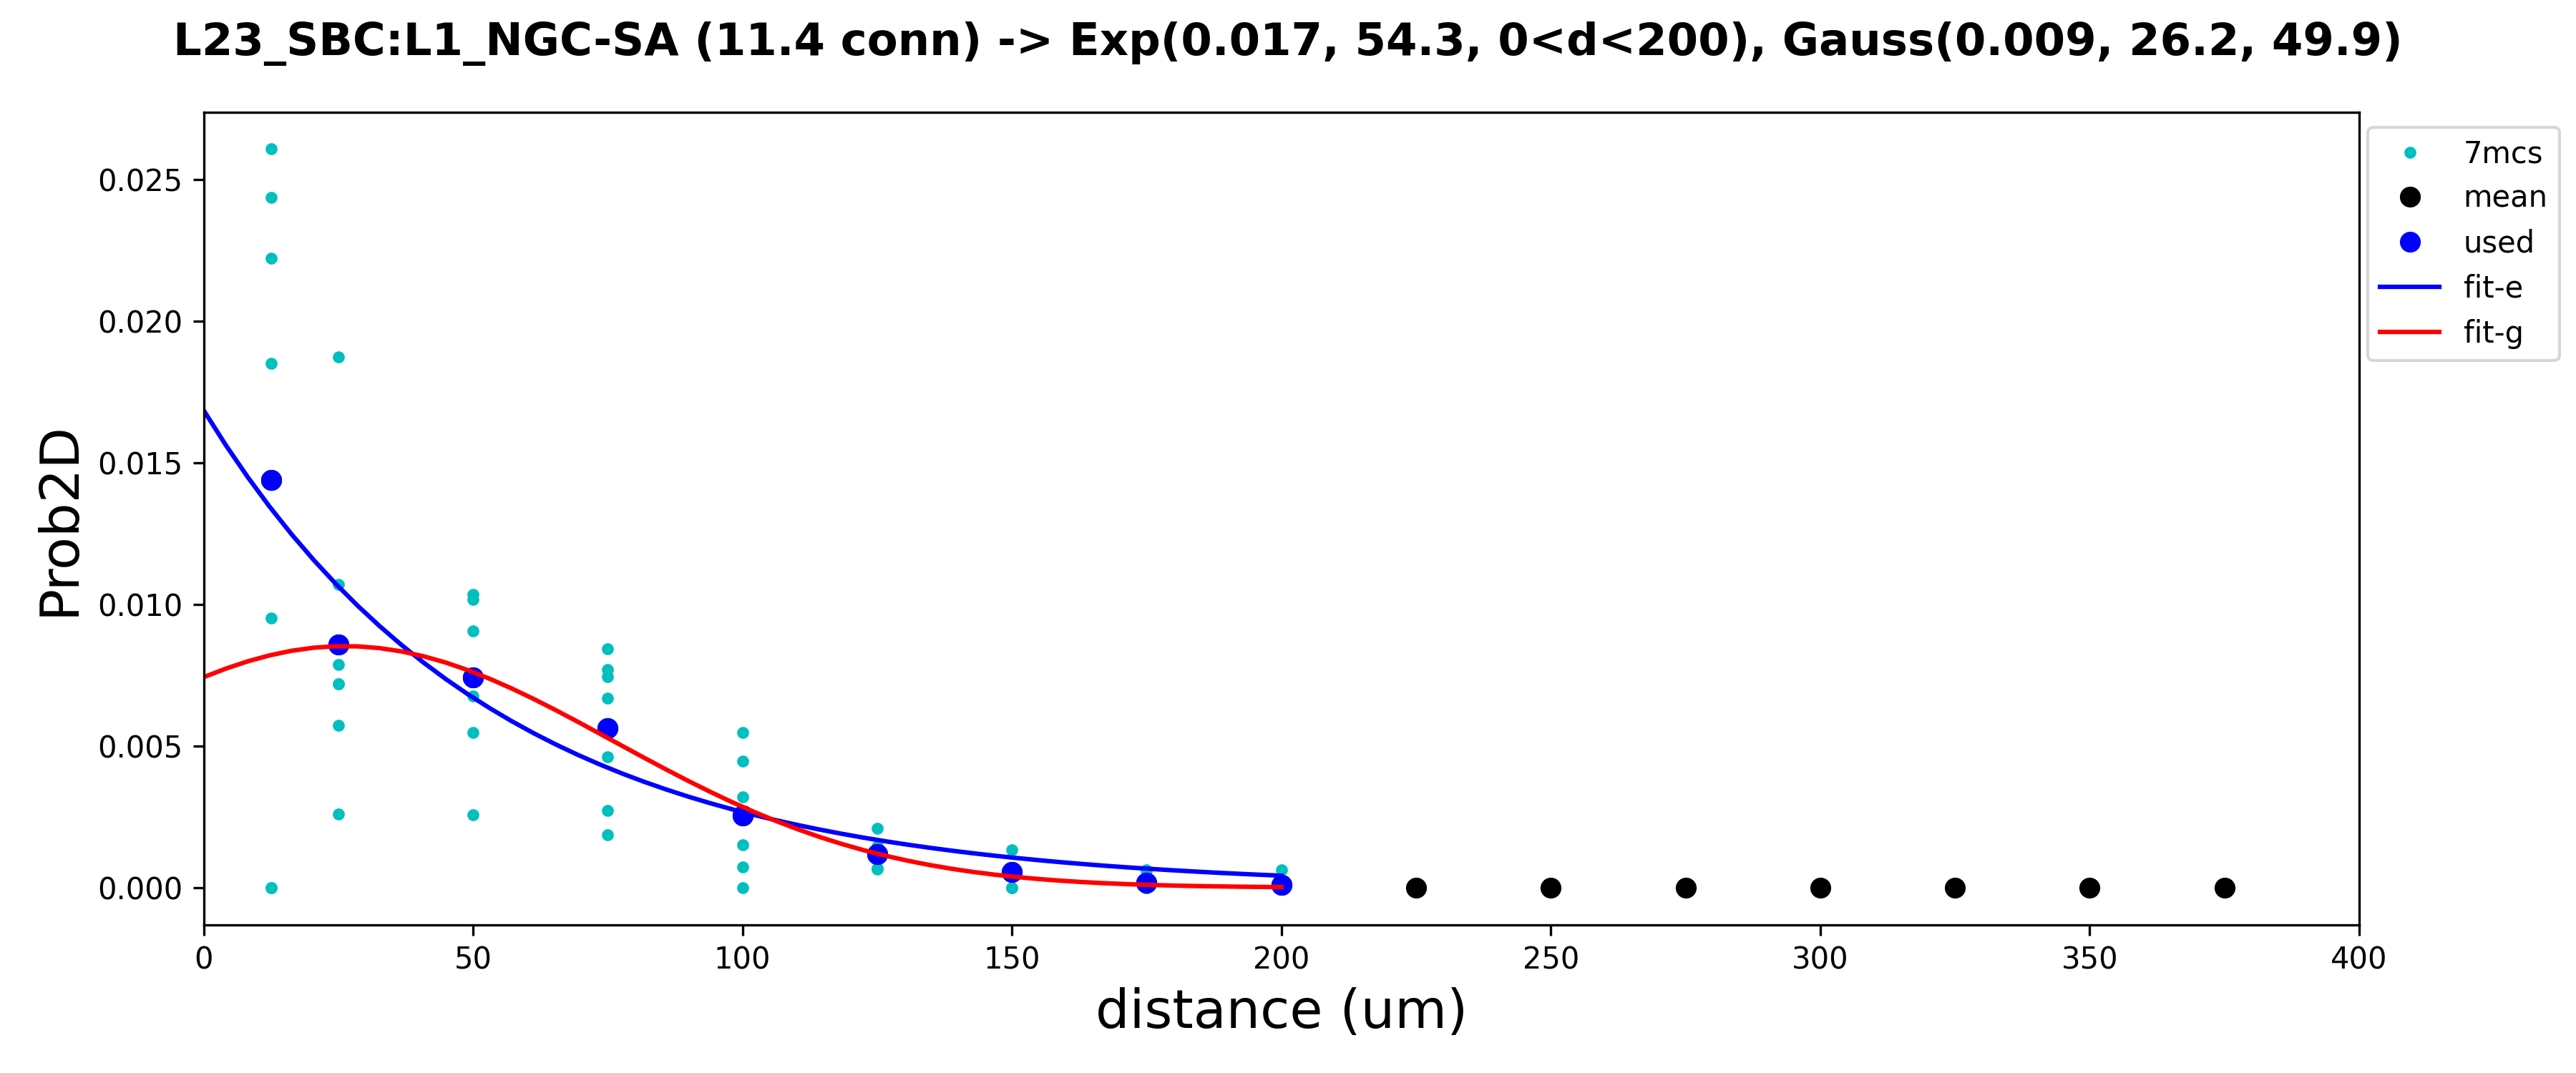 L23_SBC:L1_NGC-SA (11.4 conn) -> Exp(0.017, 54.3, 0<d<200), Gauss(0.009, 26.2, 49.9)
Prob2D
0.025
0.020
0.015
0.010
0.005
0.000
0 50 100 150 200 250 300 350 400
distance (um)
7mcs
mean
used
fit-e
fit-g